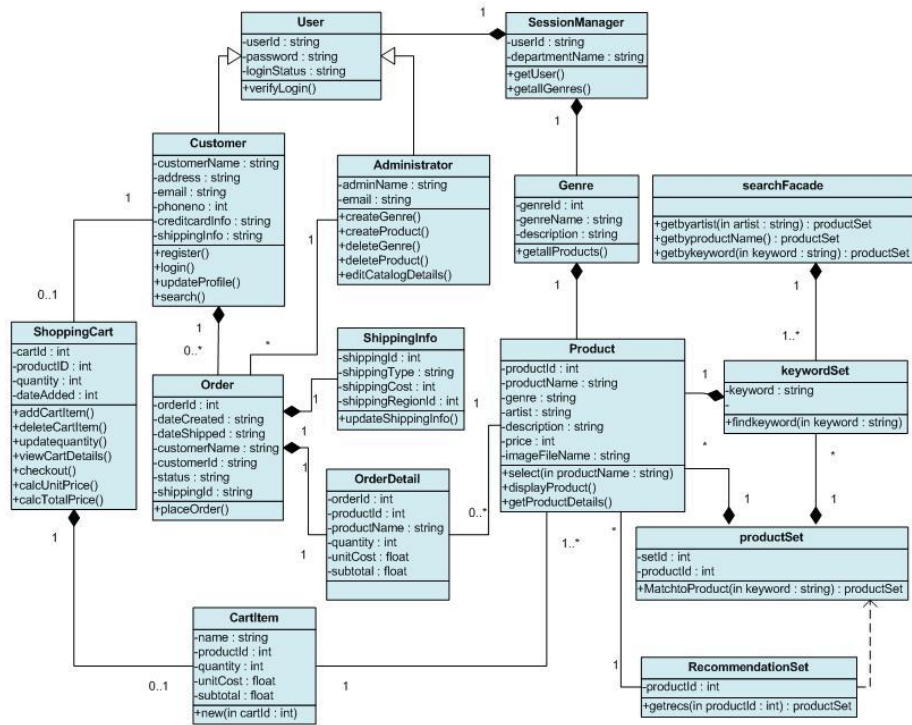 User
-userId : string
-password : string
-loginStatus : string
+verifyLogin()
1
SessionManager
-userId : string
-departmentName : string
+getUser()
+getallGenres()
1
Customer
-customerName : string
-address : string
-email : string
-phoneno : int
-creditcardInfo : string
-shippingInfo : string
+register()
+login()
+updateProfile()
+search()
1
0..1
1
0..*
Administrator
-adminName : string
-email : string
+createGenre()
+createProduct()
+deleteGenre()
+deleteProduct()
+editCatalogDetails()
1
*
Genre
-genreId : int
-genreName : string
-description : string
+getallProducts()
1
searchFacade
+getbyartist(in artist : string) : productSet
+getbyproductName() : productSet
+getbykeyword(in keyword : string) : productSet
1
1..*
ShoppingCart
-cartId : int
-productID : int
-quantity : int
-dateAdded : int
+addCartItem()
+deleteCartItem()
+updatequantity()
+viewCartDetails()
+checkout()
+calcUnitPrice()
+calcTotalPrice()
1
0..1
Order
-orderId : int
-dateCreated : string
-dateShipped : string
-customerName : string
-customerId : string
-status : string
-shippingId : string
+placeOrder()
1
1
1
1
ShippingInfo
-shippingId : int
-shippingType : string
-shippingCost : int
-shippingRegionId : int
+updateShippingInfo()
OrderDetail
-orderId : int
-productId : int
-productName : string
-quantity : int
-unitCost : float
-subtotal : float
1
0..*
Product
-productId : int
-productName : string
-genre : string
-artist : string
-description : string
-price : int
-imageFileName : string
+select(in productName : string)
+displayProduct()
+getProductDetails()
1
*
1..*
*
keywordSet
-keyword : string
-
+findkeyword(in keyword : string)
*
1
1
productSet
-setId : int
-productId : int
+MatchtoProduct(in keyword : string) : productSet
CartItem
-name : string
-productId : int
-quantity : int
-unitCost : float
-subtotal : float
+new(in cartId : int)
1
1
RecommendationSet
-productId : int
+getrecs(in productId : int) : productSet